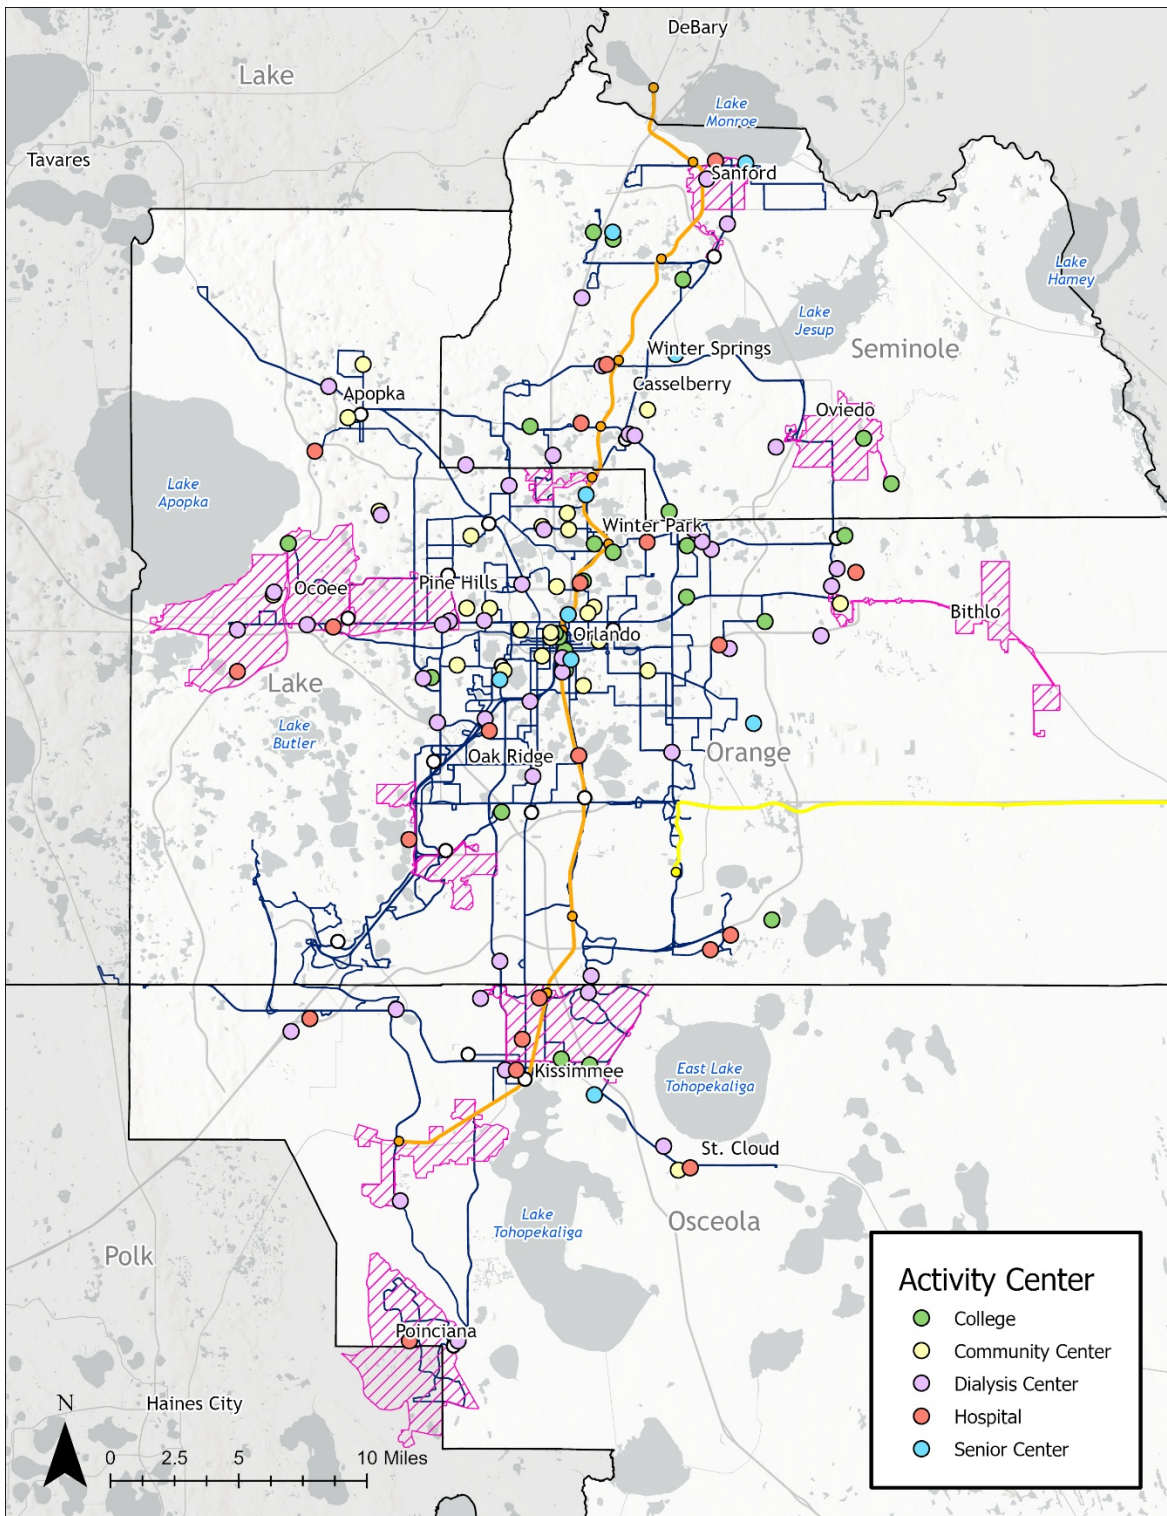 DeBary
Lake
Lake
Monroe
Tavares
Sanford
Lake
Harney
Lake
Jesup
Winter Springs
Seminole
Casselberry
Apopka
Oviedo
Lake
Apopka
Winter Park
Pine Hills
Ocoee
Bithlo
Orlando
Lake
Lake
Butler
Oak Ridge
Orange
Kissimmee
East Lake
Tohopekaliga
St. Cloud
Lake
Tohopekaliga
Osceola
Polk
Poinciana
Haines City
N
0 2.5 5 10 Miles
Activity Center
College
Community Center
Dialysis Center
Hospital
Senior Center